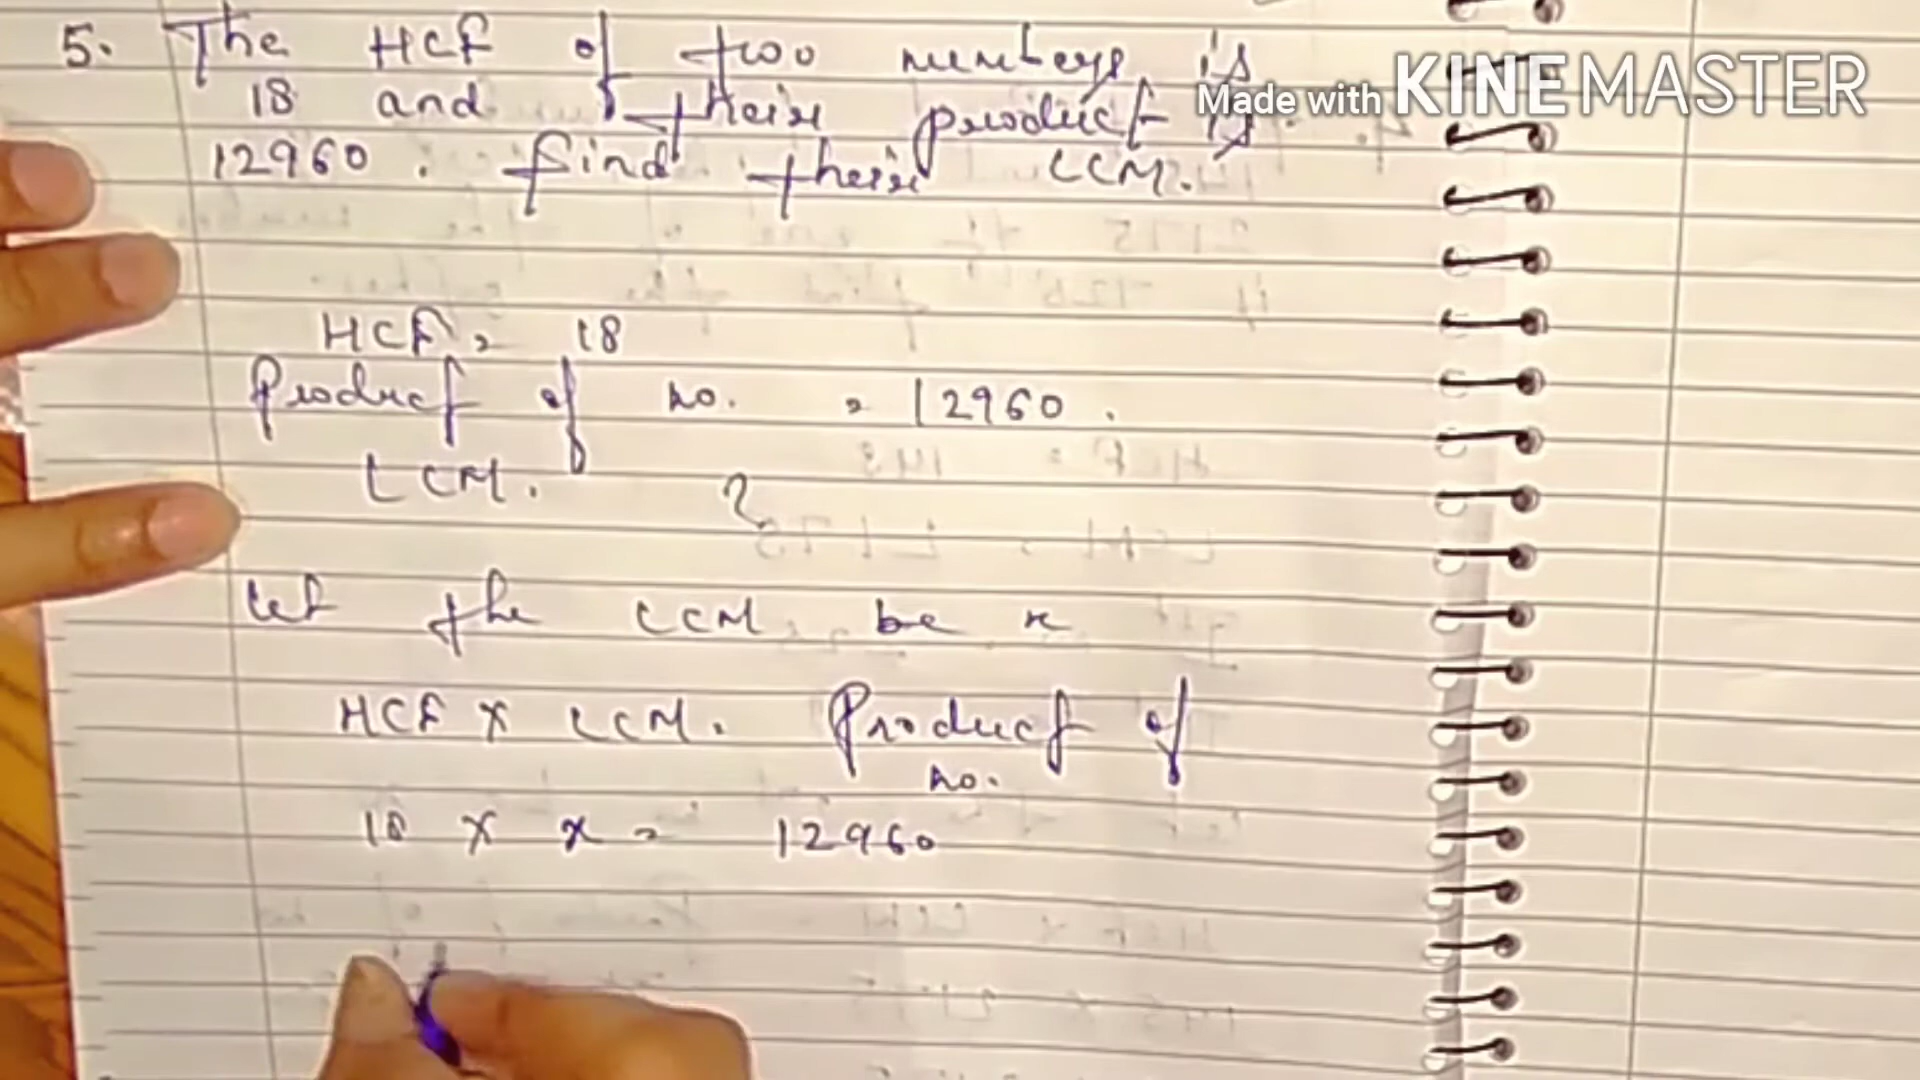 5. The HCF of two numbers is
18 and their product is
12960. find their LCM.
Made with KINEMASTER
HCF = 18
Product of no. = 12960.
LCM. ?
let the LCM be x
HCF x LCM = Product of
no.
18 x x = 12960